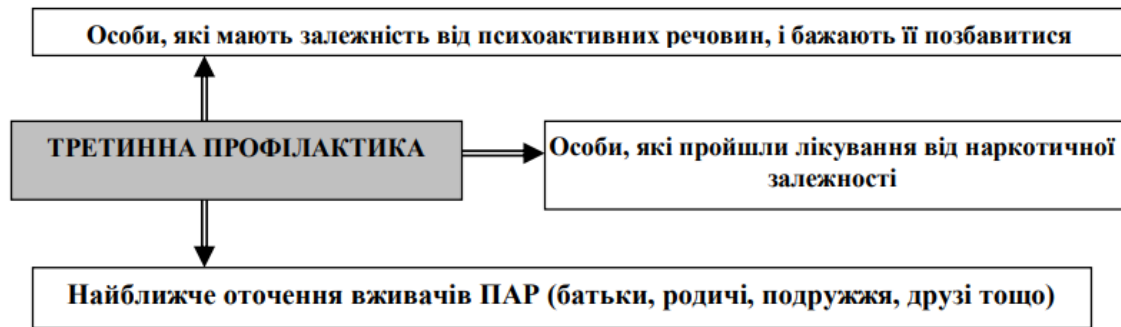 Особи, які мають залежність від психоактивних речовин, і бажають її позбавитися
ТРЕТИННА ПРОФІЛАКТИКА
Особи, які пройшли лікування від наркотичної
залежності
Найближче оточення вживачів ПАР (батьки, родичі, подружжя, друзі тощо)